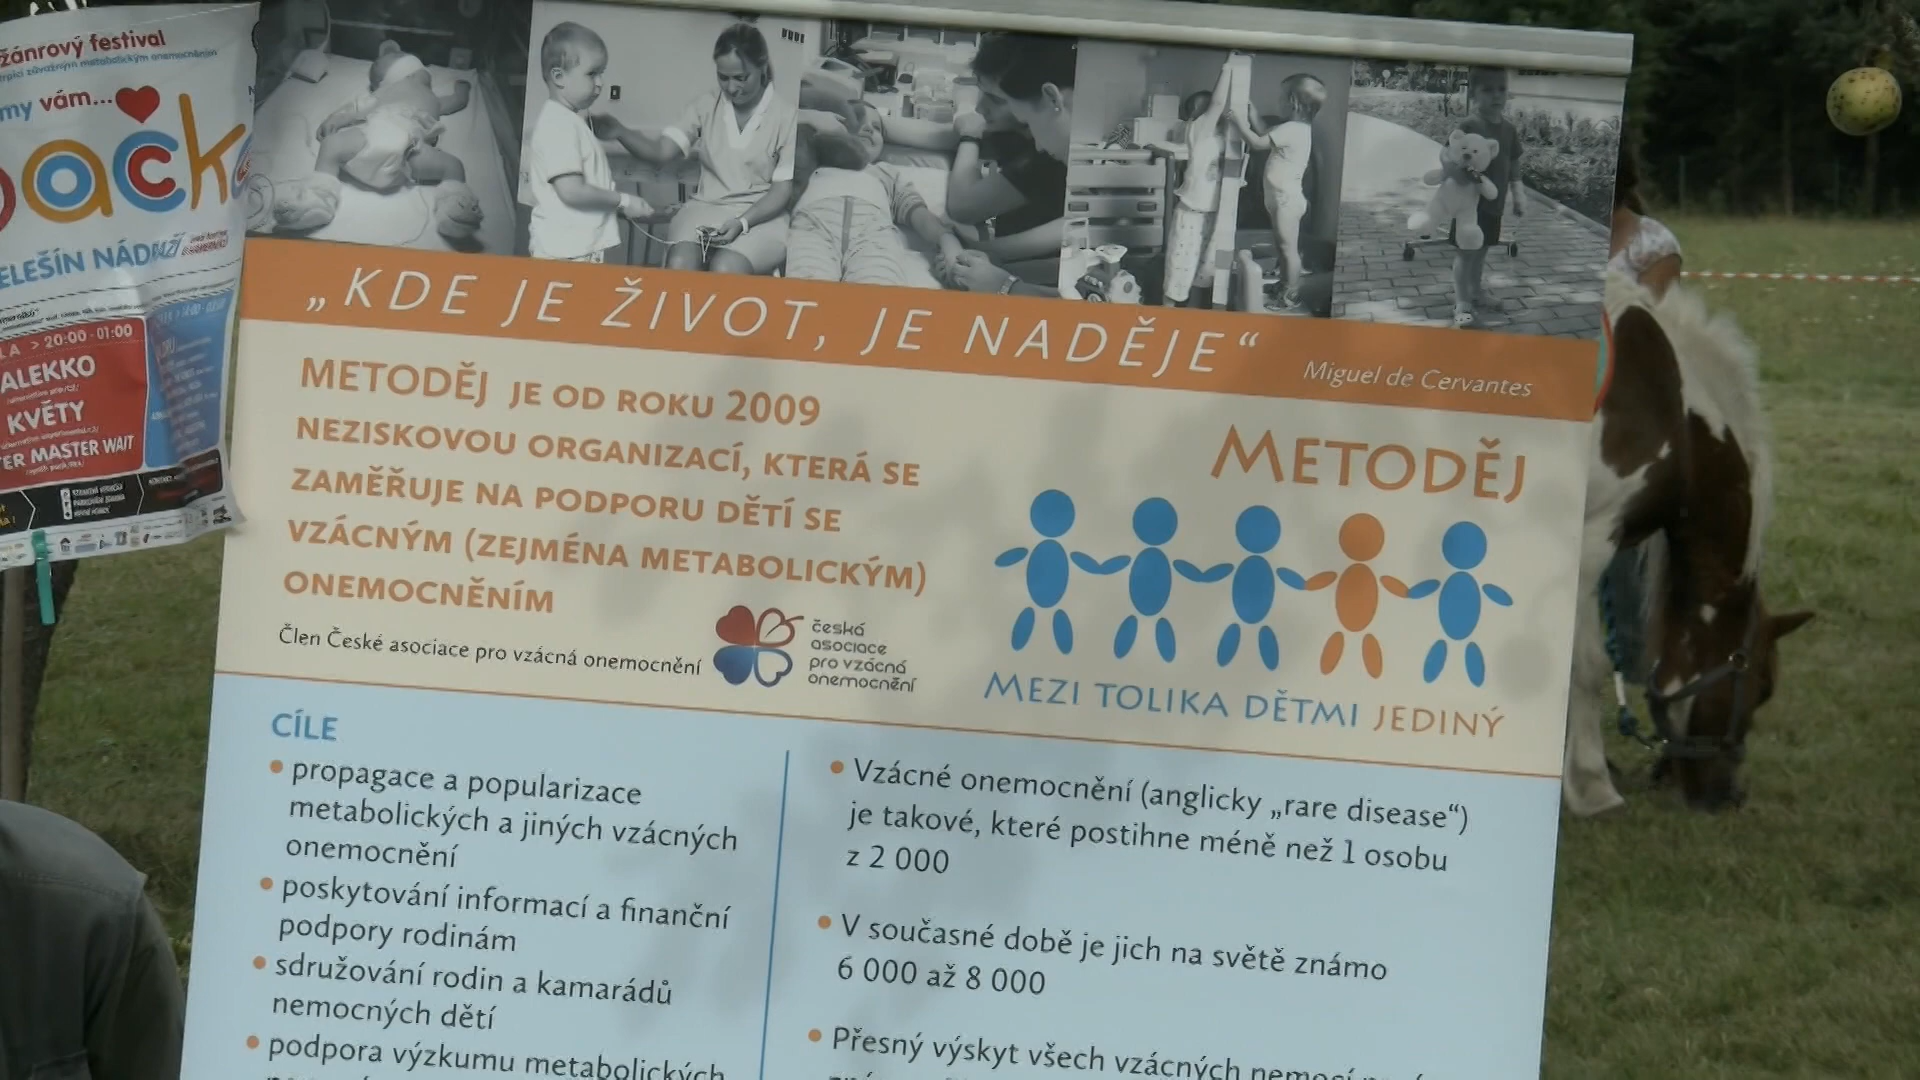 žánrový festival
my vám...
ELEŠÍN NÁDRAŽÍ
> 20:00 - 01:00
ALEKKO
KVĚTY
ER MASTER WAIT
„KDE JE ŽIVOT, JE NADĚJE“
Miguel de Cervantes
METODĚJ JE OD ROKU 2009
NEZISKOVOU ORGANIZACÍ, KTERÁ SE
ZAMĚŘUJE NA PODPORU DĚTÍ SE
VZÁCNÝM (ZEJMÉNA METABOLICKÝM)
ONEMOCNĚNÍM
Člen České asociace pro vzácná onemocnění
česká
asociace
pro vzácná
onemocnění
METODĚJ
MEZI TOLIKA DĚTMI JEDINÝ
CÍLE
• propagace a popularizace
metabolických a jiných vzácných
onemocnění
• poskytování informací a finanční
podpory rodinám
• sdružování rodin a kamarádů
nemocných dětí
• podpora výzkumu metabolických
• Vzácné onemocnění (anglicky „rare disease“)
je takové, které postihne méně než 1 osobu
z 2 000
• V současné době je jich na světě známo
6 000 až 8 000
• Přesný výskyt všech vzácných nemocí